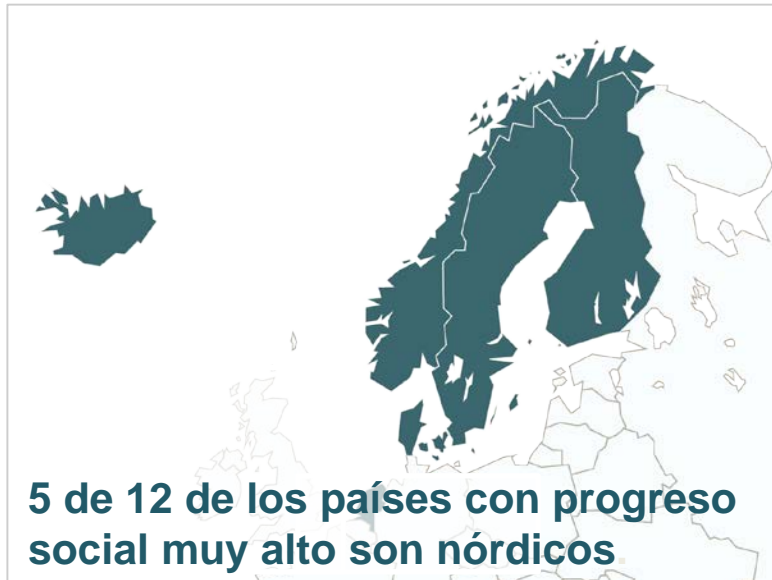 5 de 12 de los países con progreso
social muy alto son nórdicos.